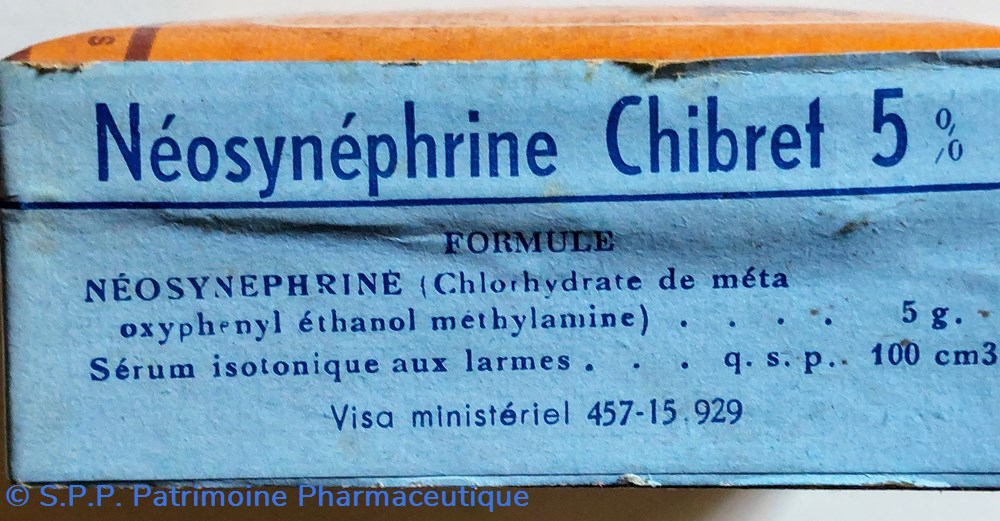 Néosynéphrine Chibret 5 %
FORMULE
NÉOSYNEPHRINE (Chlorhydrate de méta
oxyphenyl éthanol méthylamine) . . . . 5 g.
Sérum isotonique aux larmes . . . q. s. p.. 100 cm3
Visa ministériel 457-15.929
© S.P.P. Patrimoine Pharmaceutique